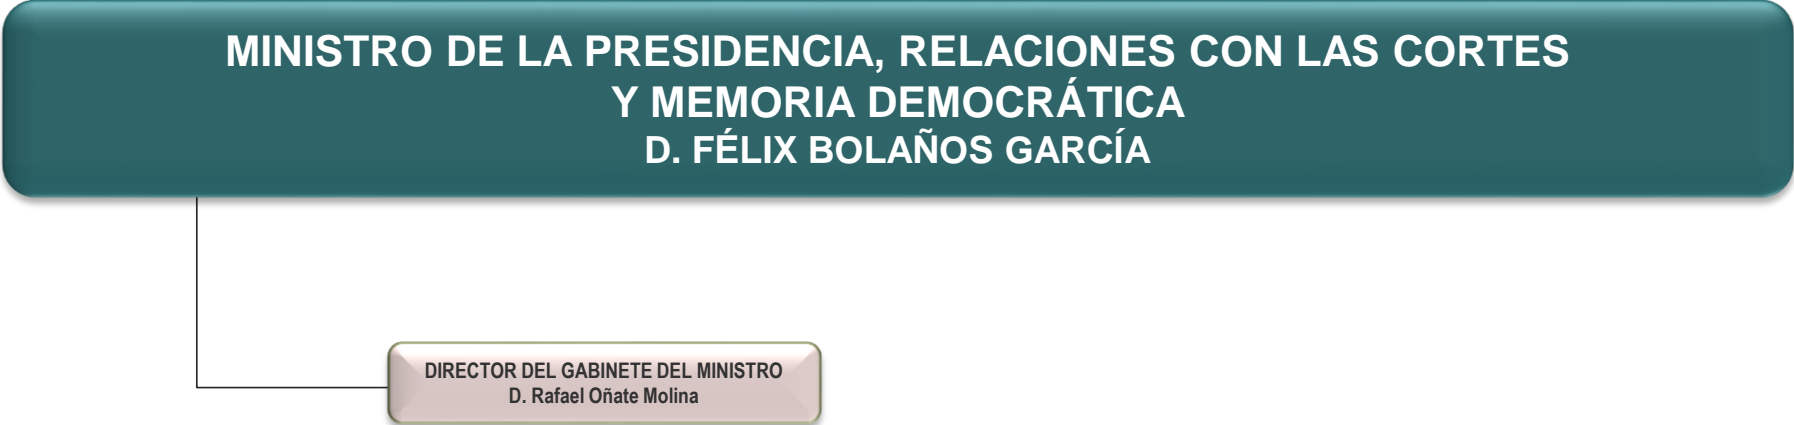 MINISTRO DE LA PRESIDENCIA, RELACIONES CON LAS CORTES
Y MEMORIA DEMOCRÁTICA
D. FÉLIX BOLAÑOS GARCÍA
DIRECTOR DEL GABINETE DEL MINISTRO
D. Rafael Oñate Molina